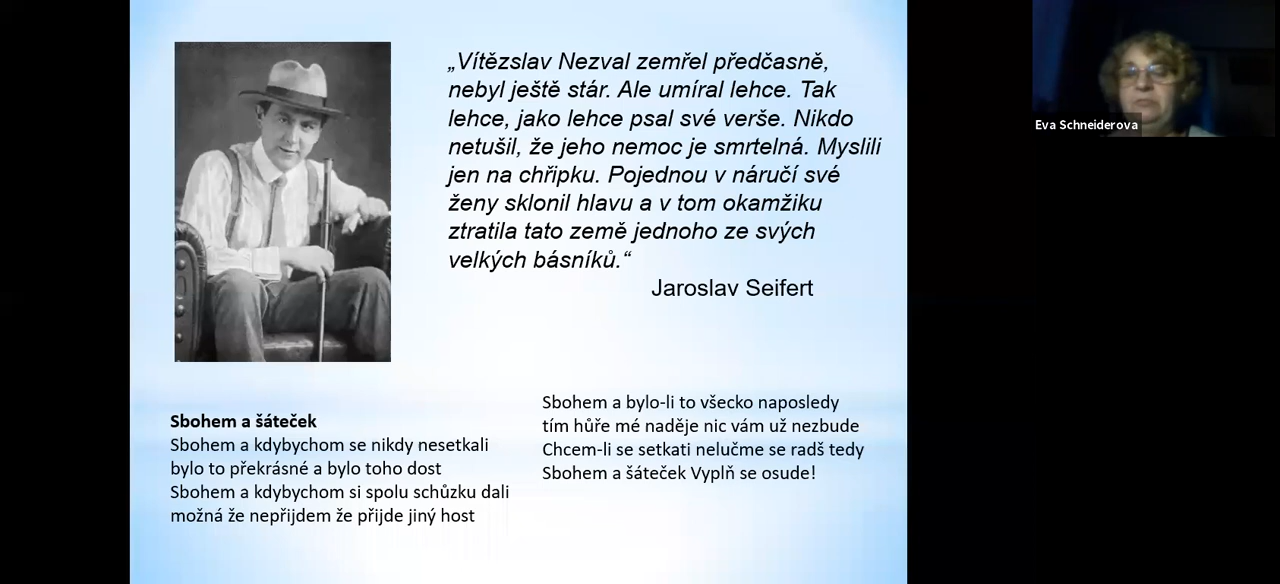 „Vítězslav Nezval zemřel předčasně,
nebyl ještě stár. Ale umíral lehce. Tak
lehce, jako lehce psal své verše. Nikdo
netušil, že jeho nemoc je smrtelná. Myslili
jen na chřipku. Pojednou v náručí své
ženy sklonil hlavu a v tom okamžiku
ztratila tato země jednoho ze svých
velkých básníků.“
Jaroslav Seifert
Sbohem a šáteček
Sbohem a kdybychom se nikdy nesetkali
bylo to překrásné a bylo toho dost
Sbohem a kdybychom si spolu schůzku dali
možná že nepřijdem že přijde jiný host
Sbohem a bylo-li to všecko naposledy
tím hůře mé naděje nic vám už nezbude
Chcem-li se setkati nelučme se radš tedy
Sbohem a šáteček Vyplň se osude!
Eva Schneiderova